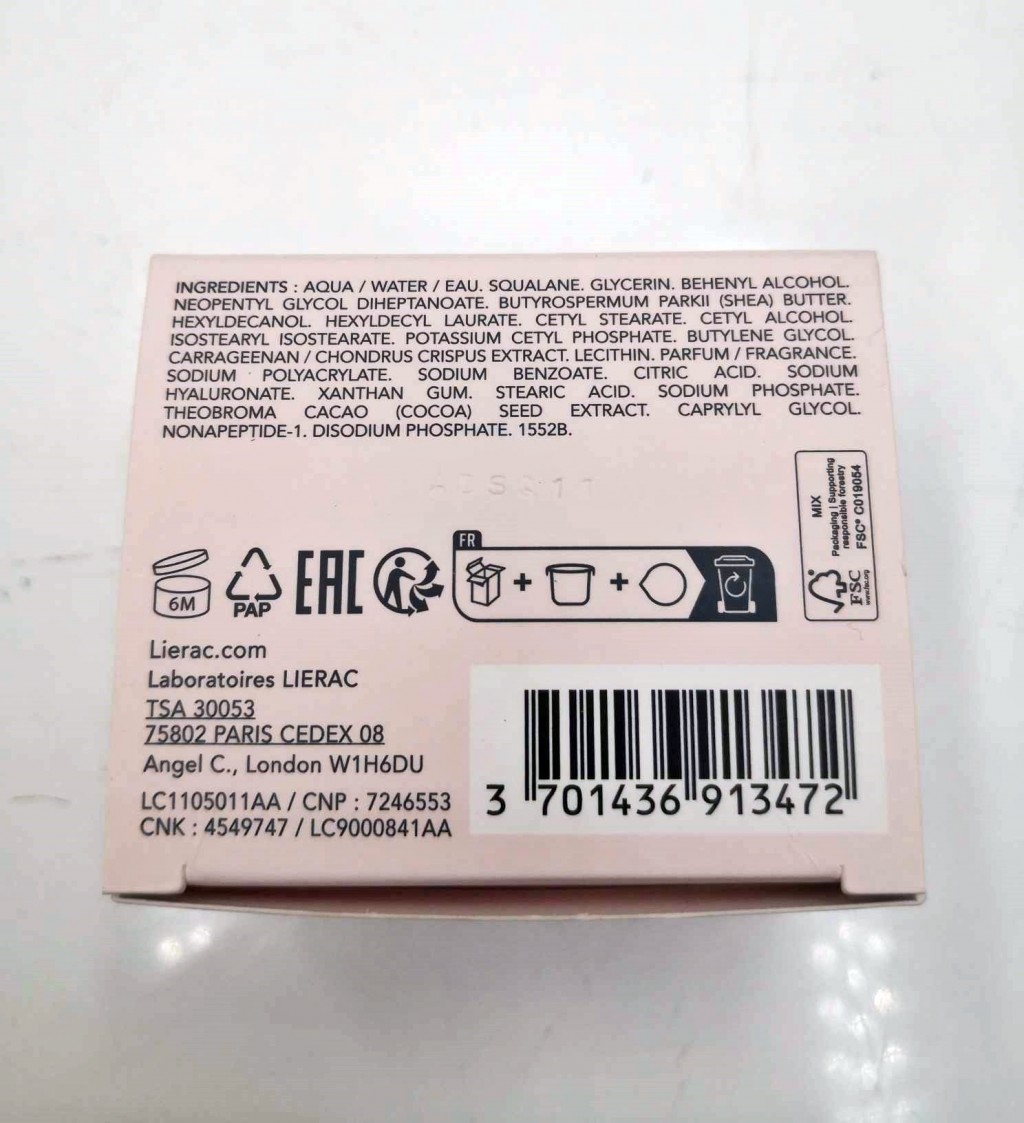 INGREDIENTS : AQUA / WATER / EAU. SQUALANE. GLYCERIN. BEHENYL ALCOHOL.
NEOPENTYL GLYCOL DIHEPTANOATE. BUTYROSPERMUM PARKII (SHEA) BUTTER.
HEXYLDECANOL. HEXYLDECYL LAURATE. CETYL STEARATE. CETYL ALCOHOL.
ISOSTEARYL ISOSTEARATE. POTASSIUM CETYL PHOSPHATE. BUTYLENE GLYCOL.
CARRAGEENAN / CHONDRUS CRISPUS EXTRACT. LECITHIN. PARFUM / FRAGRANCE.
SODIUM POLYACRYLATE. SODIUM BENZOATE. CITRIC ACID. SODIUM
HYALURONATE. XANTHAN GUM. STEARIC ACID. SODIUM PHOSPHATE.
THEOBROMA CACAO (COCOA) SEED EXTRACT. CAPRYLYL GLYCOL.
NONAPEPTIDE-1. DISODIUM PHOSPHATE. 1552B.
MIX
Packaging | Supporting
responsible forestry
FSC® C019054
FSC
www.fsc.org
6M
PAP
EAC
FR
Lierac.com
Laboratoires LIERAC
TSA 30053
75802 PARIS CEDEX 08
Angel C., London W1H6DU
LC1105011AA / CNP : 7246553
CNK : 4549747 / LC9000841AA
3 701436 913472